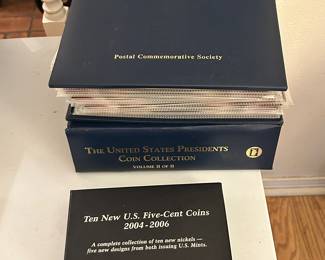 Postal Commemorative Society
THE UNITED STATES PRESIDENTS
COIN COLLECTION
VOLUME II OF II
Ten New U.S. Five-Cent Coins
2004-2006
A complete collection of ten new nickels —
five new designs from both issuing U.S. Mints.